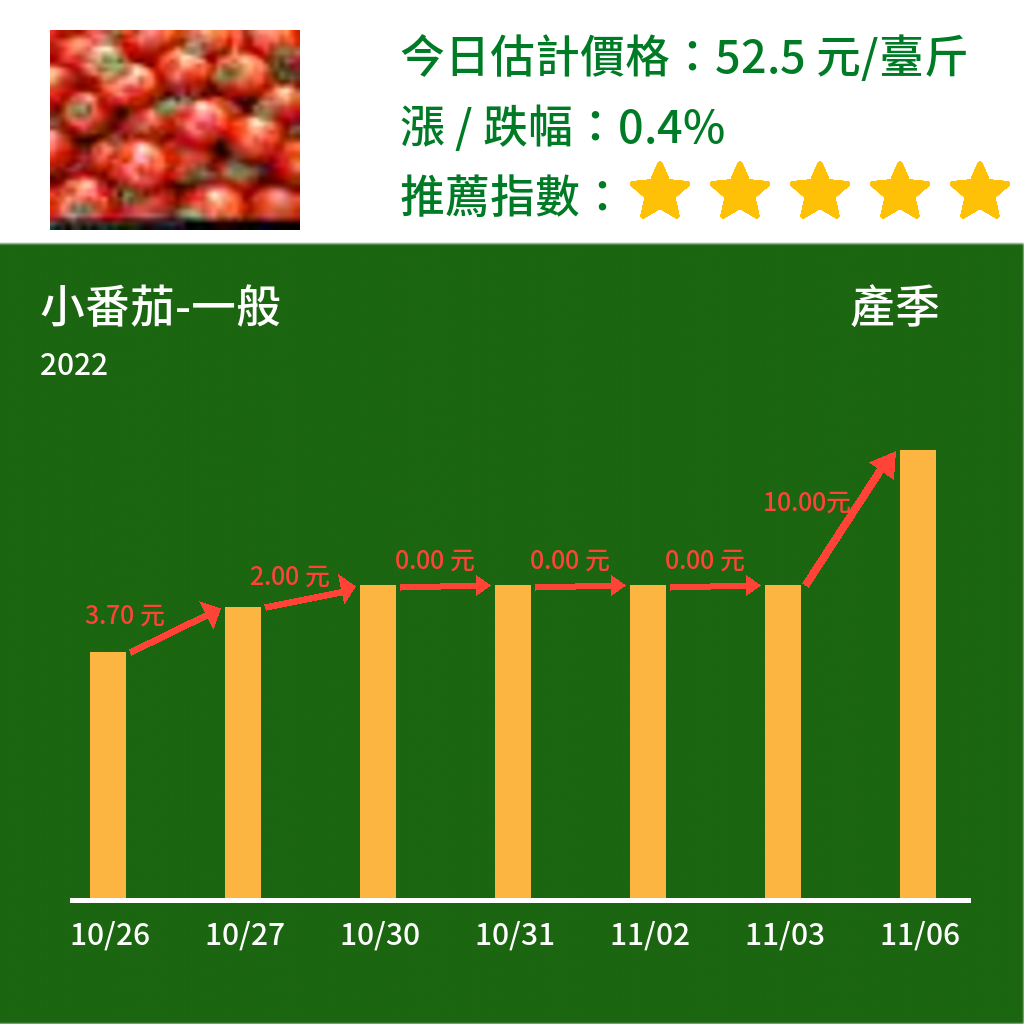 今日估計價格：52.5 元/臺斤
漲 / 跌幅：0.4%
推薦指數：
小番茄-一般
產季
2022
3.70 元
2.00 元
0.00 元
0.00 元
0.00 元
10.00元
10/26
10/27
10/30
10/31
11/02
11/03
11/06